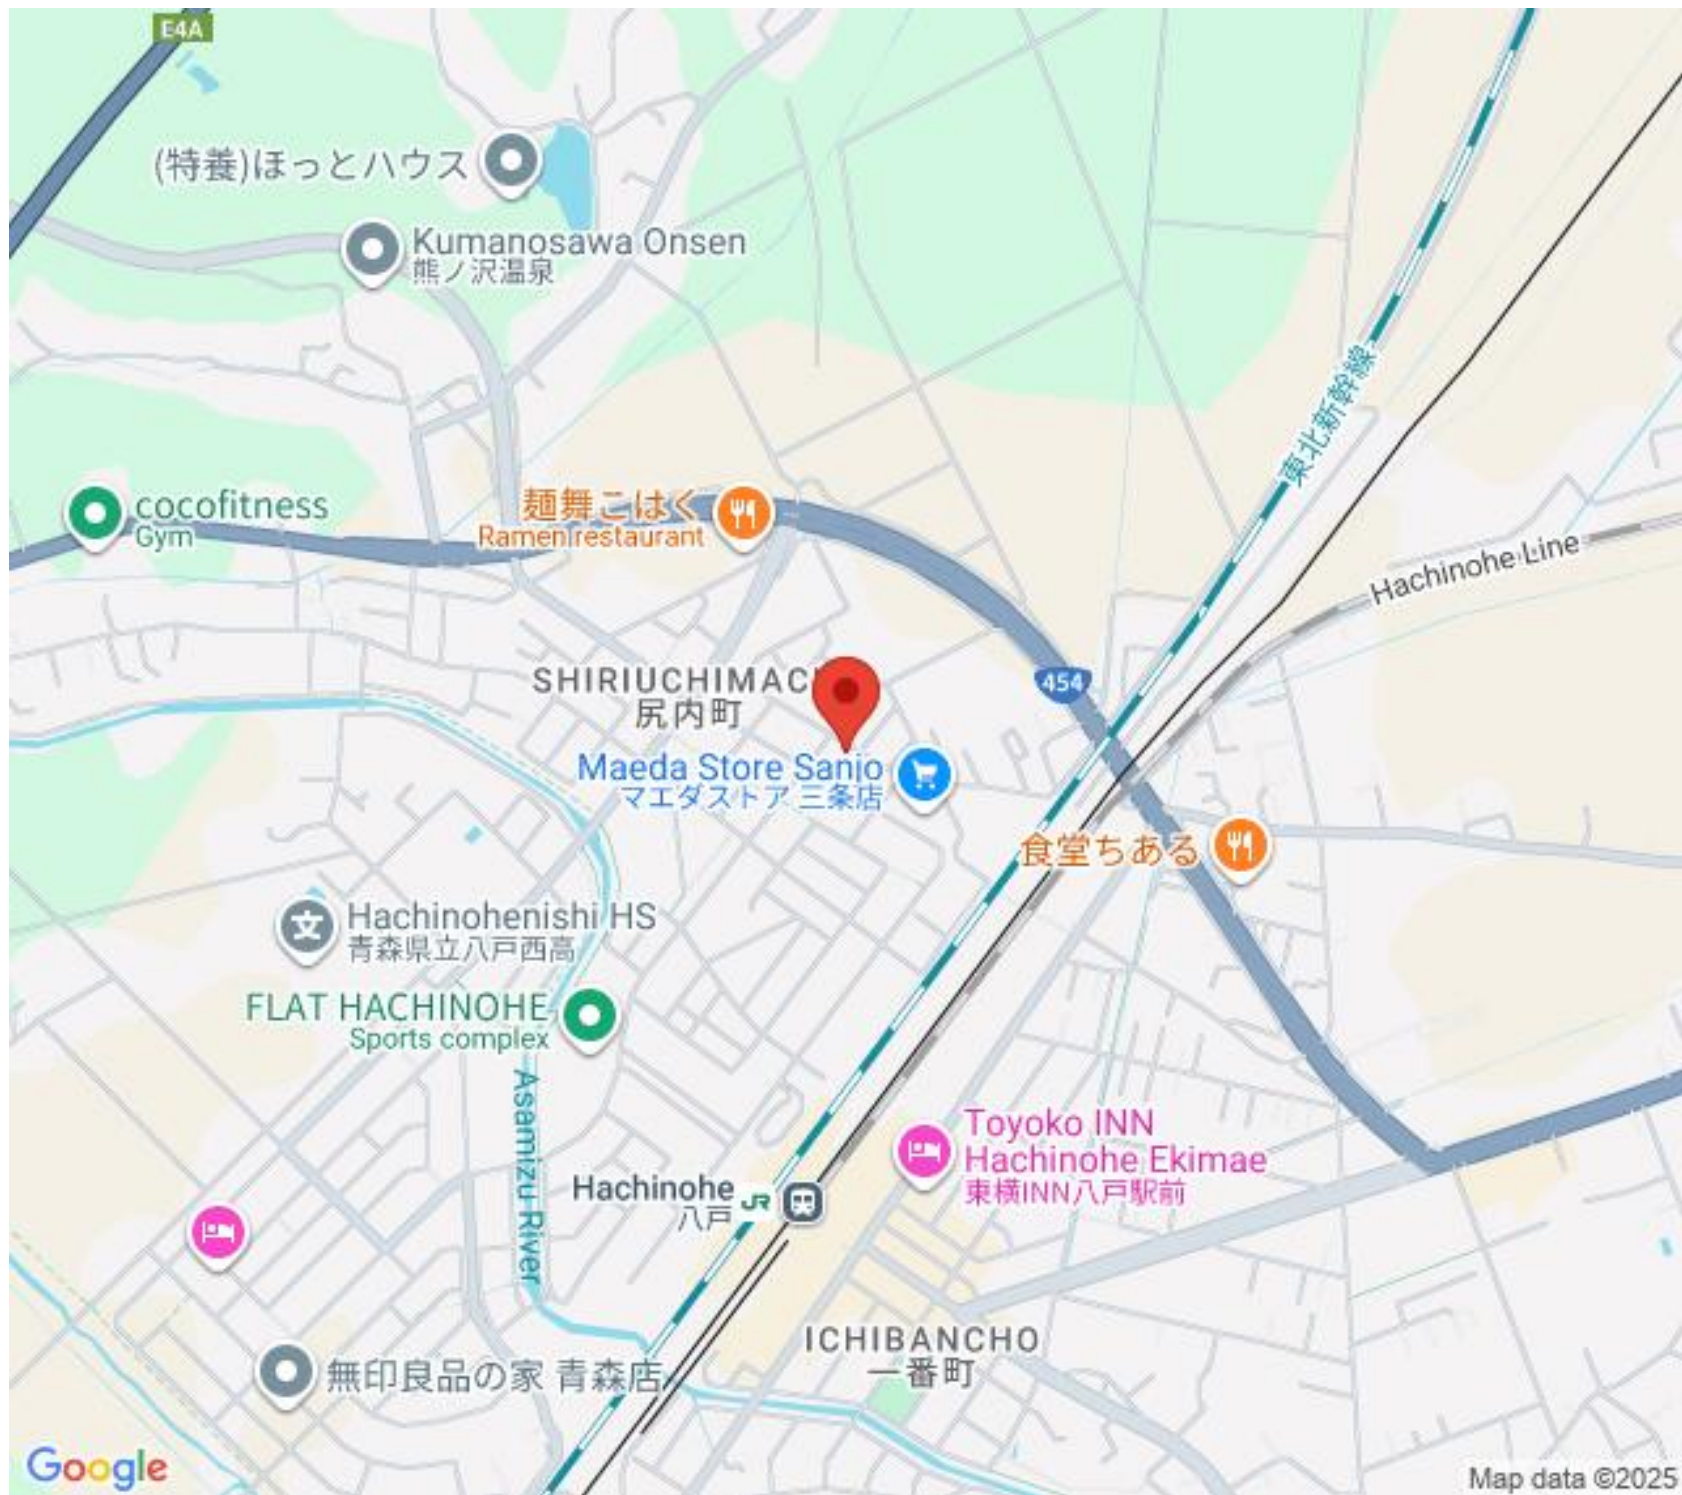 E4A
(特養)ほっとハウス
Kumanosawa Onsen
熊ノ沢温泉
東北新幹線
cocofitness
Gym
麺舞こはく
Ramen restaurant
Hachinohe Line
SHIRIUCHIMAC
尻内町
454
Maeda Store Sanjo
マエダストア 三条店
食堂ちある
文
Hachinohenishi HS
青森県立八戸西高
FLAT HACHINOHE
Sports complex
Asamizu River
Toyoko INN
Hachinohe Ekimae
東横INN八戸駅前
Hachinohe
八戸
JR
ICHIBANCHO
一番町
無印良品の家 青森店
Google
Map data ©2025